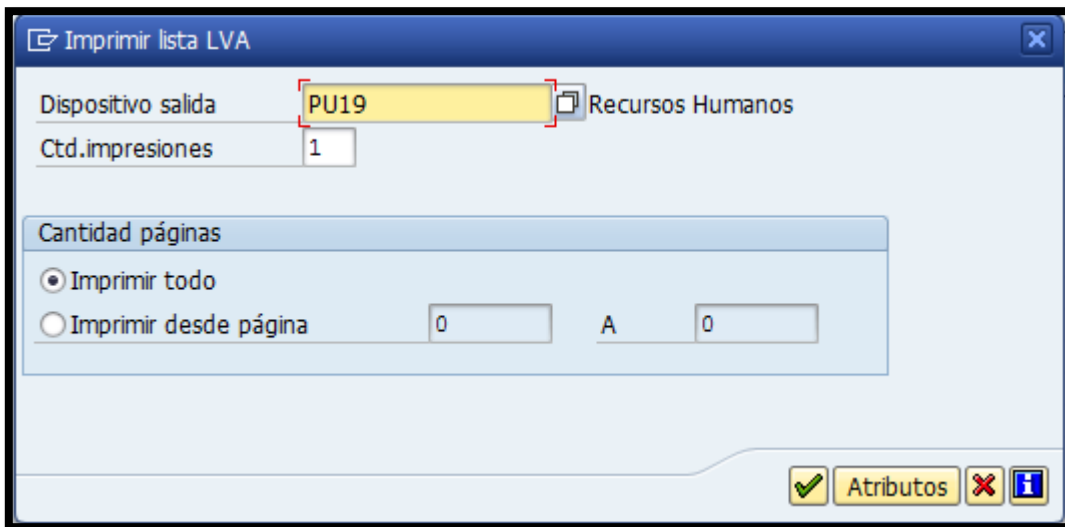 Imprimir lista LVA
Dispositivo salida PU19 Recursos Humanos
Ctd.impresiones 1
Cantidad páginas
Imprimir todo
Imprimir desde página 0 A 0
Atributos